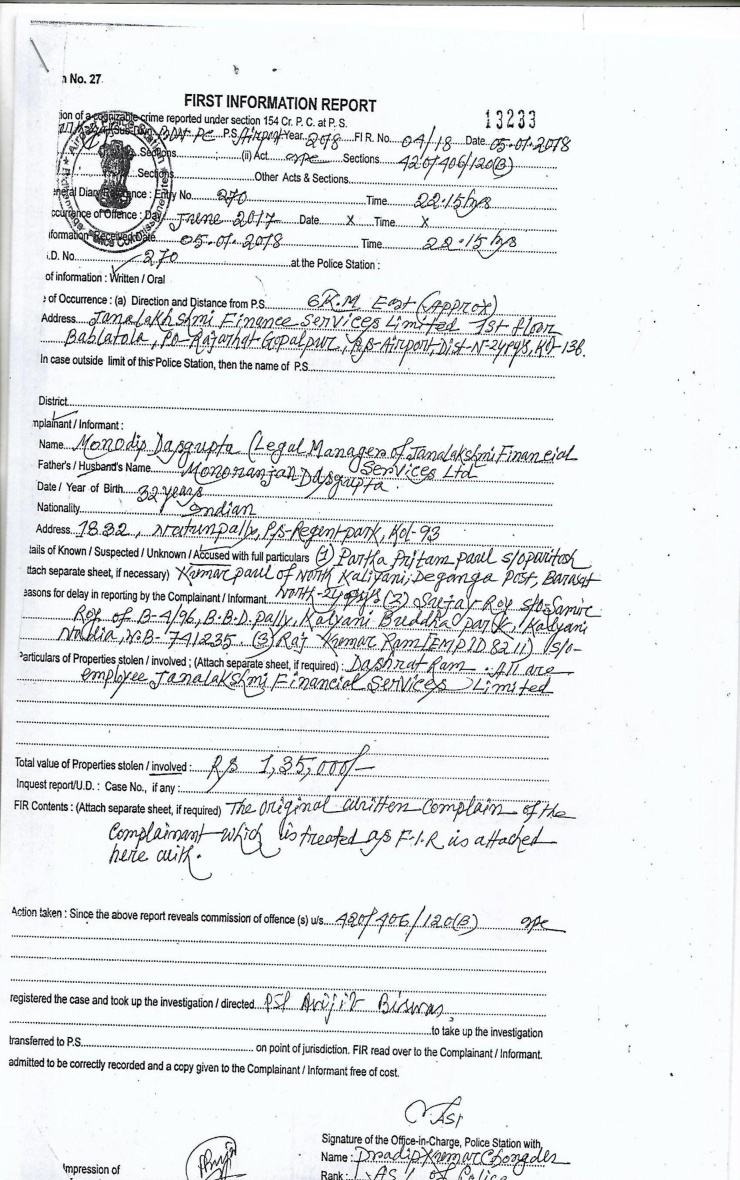 n No. 27
FIRST INFORMATION REPORT
13233
ion of a cognizable crime reported under section 154 Cr. P. C. at P. S.
P.S. Airport Year 2018 FIR. No. 04/18 Date 05.01.2018
Sections (ii) Act IPC Sections 420/406/120(B)
Sections Other Acts & Sections
eneral Diary Reference : Entry No 270 Time 22.15 hrs
ccurrence of Offence : Day June 2017 Date X Time X
nformation Received Date 05.01.2018 Time 22.15 hrs
.D. No. 270 at the Police Station :
of information : Written / Oral
e of Occurrence : (a) Direction and Distance from P.S. 6 K.M East (Approx)
Address Janalakhshmi Finance Services Limited 1st floor
Bablatola, Po-Rajarhat Gopalpur, P.S-Airport, Dist-N-24pgs, Kol-136.
In case outside limit of this Police Station, then the name of P.S.
District
mplainant / Informant :
Name Monodip Dasgupta (Legal Manager of Janalakshmi Financial
Services Ltd
Father's / Husband's Name Monoranjan Dasgupta.
Date / Year of Birth 32 years
Nationality Indian
Address 1832, Natunpally, P.S-Regent park, Kol-93
tails of Known / Suspected / Unknown / Accused with full particulars (1) Partha Pritam paul s/o paritosh
ttach separate sheet, if necessary) Kumar paul of North Kaliyani, Deganga Post, Barasat
easons for delay in reporting by the Complainant / Informant North-24 pgs (2) Sanjay Roy s/o Samir
Roy of B-4/96, B.B.D. pally, Kalyani Buddha park, Kalyani
Nadia, W.B- 741235 (3) Raj Kumar Ram [EMP ID 8211) s/o-
Particulars of Properties stolen / involved ; (Attach separate sheet, if required) : Dashrat Ram. All are
employee Janalakshmi Financial Services Limited
Total value of Properties stolen / involved : R/s 1,35,000/-
Inquest report/U.D. : Case No., if any :
FIR Contents : (Attach separate sheet, if required) The original written Complain of the
Complainant which is treated as F.I.R is attached
here with.
Action taken : Since the above report reveals commission of offence (s) u/s 420/406/120(B) IPC
registered the case and took up the investigation / directed PSI Avijit Biswas,
to take up the investigation
transferred to P.S. on point of jurisdiction. FIR read over to the Complainant / Informant.
admitted to be correctly recorded and a copy given to the Complainant / Informant free of cost.
ASI
Signature of the Office-in-Charge, Police Station with,
Name : Pradip Kumar Chongder
mpression of
Rank : ASI of Police